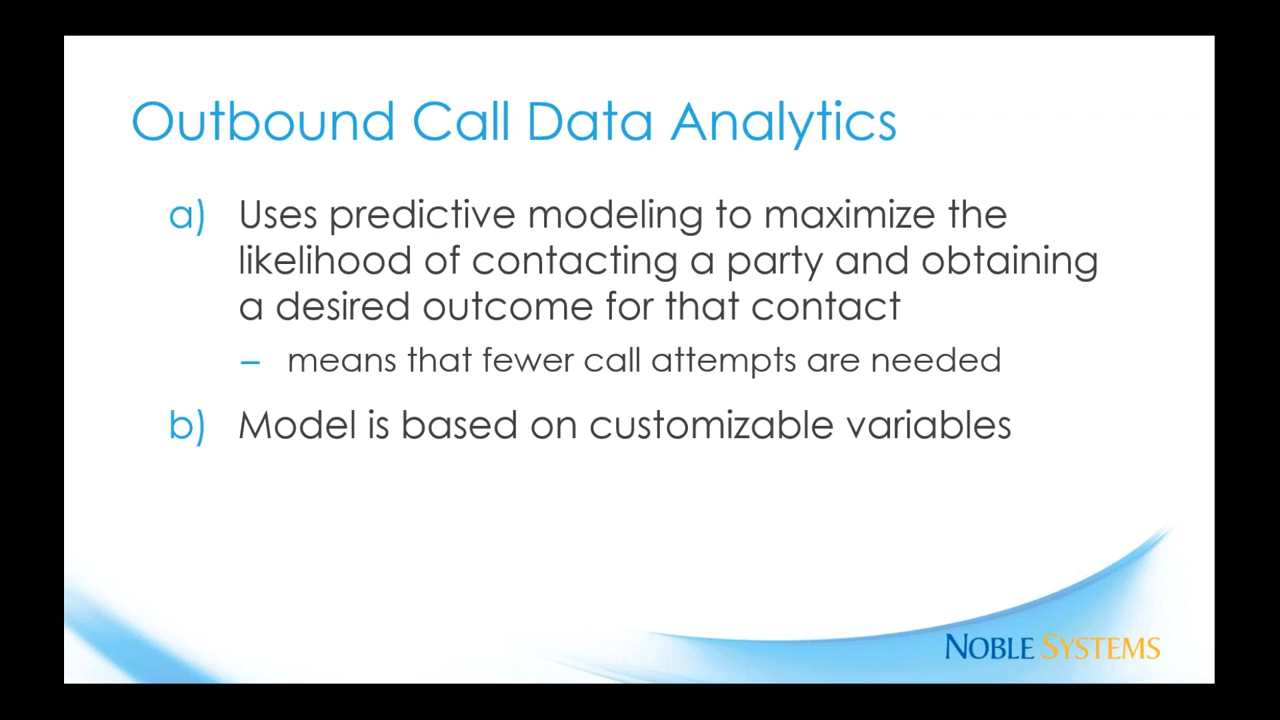 Outbound Call Data Analytics
a) Uses predictive modeling to maximize the
likelihood of contacting a party and obtaining
a desired outcome for that contact
– means that fewer call attempts are needed
b) Model is based on customizable variables
NOBLE SYSTEMS